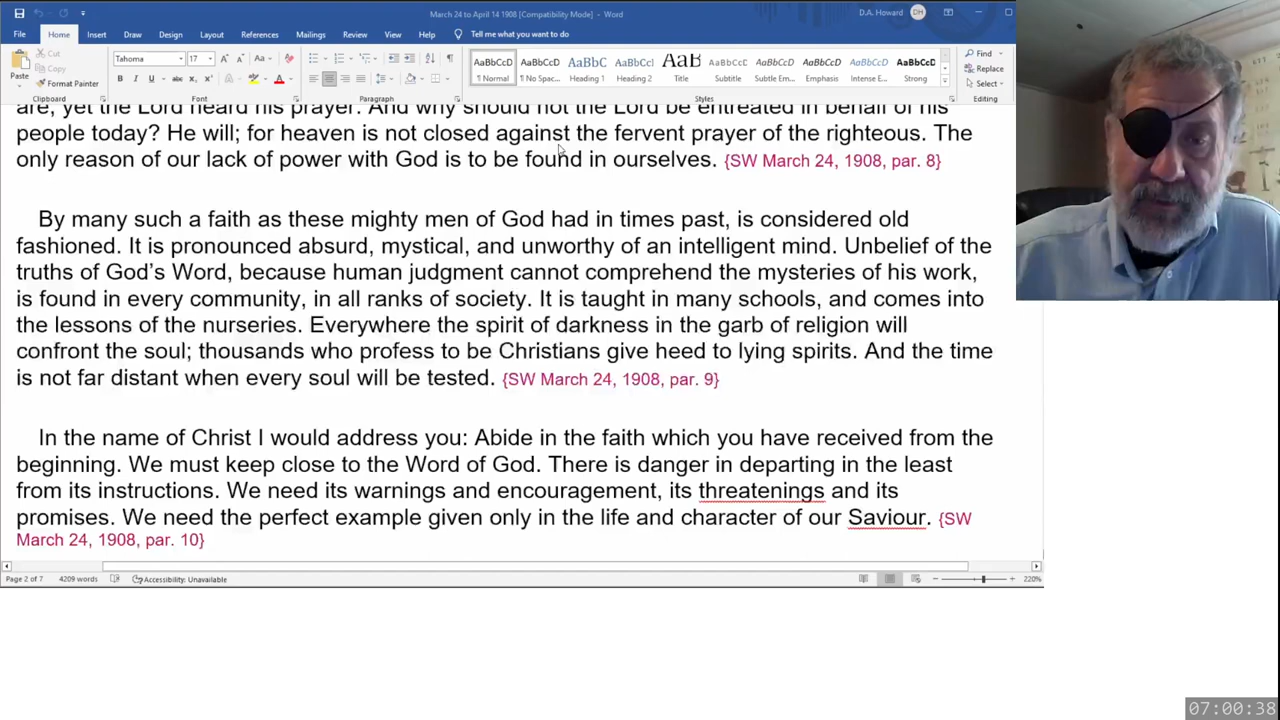 March 24 to April 14 1908 [Compatibility Mode] - Word
D.A. Howard DH
File Home Insert Draw Design Layout References Mailings Review View Help Tell me what you want to do
Paste
Cut
Copy
Format Painter
Clipboard
Tahoma 17
Font
Paragraph
AaBbCcD AaBbCcD AaBbC AaBbCcD AaB AaBbCcD AaBbCcD AaBbCcD AaBbCcD AaBbCcD
¶ Normal ¶ No Spac... Heading 1 Heading 2 Title Subtitle Subtle Em... Emphasis Intense E... Strong
Styles
Find
Replace
Select
Editing
are, yet the Lord heard his prayer. And why should not the Lord be entreated in behalf of his
people today? He will; for heaven is not closed against the fervent prayer of the righteous. The
only reason of our lack of power with God is to be found in ourselves. {SW March 24, 1908, par. 8}
By many such a faith as these mighty men of God had in times past, is considered old
fashioned. It is pronounced absurd, mystical, and unworthy of an intelligent mind. Unbelief of the
truths of God's Word, because human judgment cannot comprehend the mysteries of his work,
is found in every community, in all ranks of society. It is taught in many schools, and comes into
the lessons of the nurseries. Everywhere the spirit of darkness in the garb of religion will
confront the soul; thousands who profess to be Christians give heed to lying spirits. And the time
is not far distant when every soul will be tested. {SW March 24, 1908, par. 9}
In the name of Christ I would address you: Abide in the faith which you have received from the
beginning. We must keep close to the Word of God. There is danger in departing in the least
from its instructions. We need its warnings and encouragement, its threatenings and its
promises. We need the perfect example given only in the life and character of our Saviour. {SW
March 24, 1908, par. 10}
Page 2 of 7 4209 words Accessibility: Unavailable 220%
07:00:38